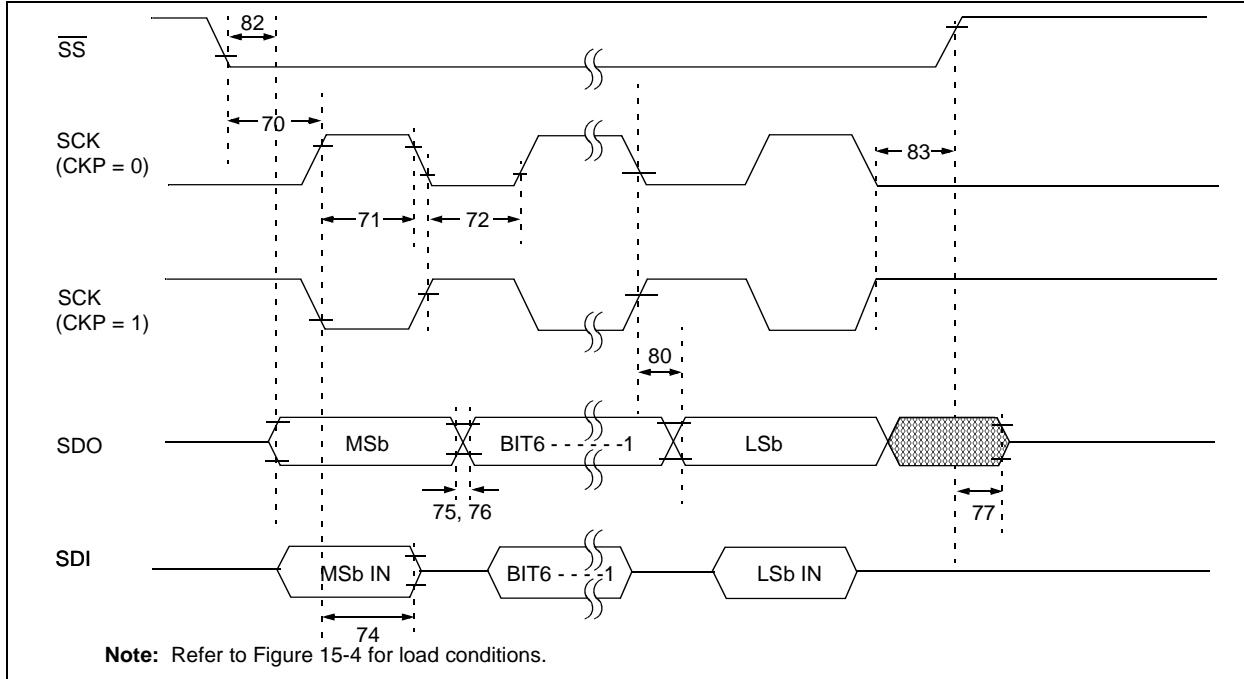 82
SS
70
SCK
(CKP = 0)
83
71
72
SCK
(CKP = 1)
80
SDO
MSb
BIT6 - - - - - -1
LSb
75, 76
77
SDI
MSb IN
BIT6 - - - -1
LSb IN
74
Note: Refer to Figure 15-4 for load conditions.